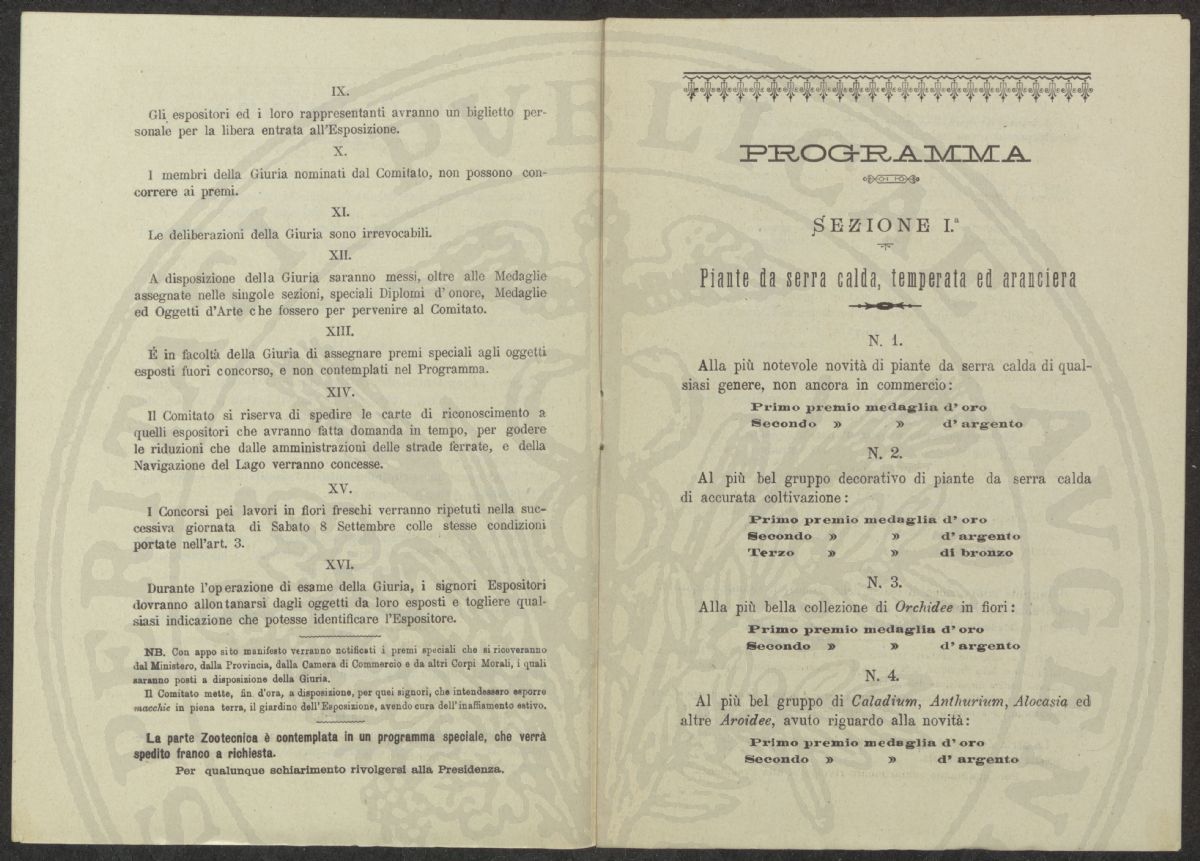 IX.
Gli espositori ed i loro rappresentanti avranno un biglietto per-
sonale per la libera entrata all'Esposizione.
X.
I membri della Giuria nominati dal Comitato, non possono con-
correre ai premi.
XI.
Le deliberazioni della Giuria sono irrevocabili.
XII.
A disposizione della Giuria saranno messi, oltre alle Medaglie
assegnate nelle singole sezioni, speciali Diplomi d'onore, Medaglie
ed Oggetti d'Arte che fossero per pervenire al Comitato.
XIII.
É in facoltà della Giuria di assegnare premi speciali agli oggetti
esposti fuori concorso, e non contemplati nel Programma.
XIV.
Il Comitato si riserva di spedire le carte di riconoscimento a
quelli espositori che avranno fatta domanda in tempo, per godere
le riduzioni che dalle amministrazioni delle strade ferrate, e della
Navigazione del Lago verranno concesse.
XV.
I Concorsi pei lavori in fiori freschi verranno ripetuti nella suc-
cessiva giornata di Sabato 8 Settembre colle stesse condizioni
portate nell'art. 3.
XVI.
Durante l'operazione di esame della Giuria, i signori Espositori
dovranno allontanarsi dagli oggetti da loro esposti e togliere qual-
siasi indicazione che potesse identificare l'Espositore.
NB. Con apposito manifesto verranno notificati i premi speciali che si ricoveranno
dal Ministero, dalla Provincia, dalla Camera di Commercio e da altri Corpi Morali, i quali
saranno posti a disposizione della Giuria.
Il Comitato mette, fin d'ora, a disposizione, per quei signori, che intendessero esporre
macchie in piena terra, il giardino dell'Esposizione, avendo cura dell'inaffiamento estivo.
La parte Zootecnica è contemplata in un programma speciale, che verrà
spedito franco a richiesta.
Per qualunque schiarimento rivolgersi alla Presidenza.
PROGRAMMA
SEZIONE I.ª
Piante da serra calda, temperata ed aranciera
N. 1.
Alla più notevole novità di piante da serra calda di qual-
siasi genere, non ancora in commercio:
Primo premio medaglia d'oro
Secondo » » d'argento
N. 2.
Al più bel gruppo decorativo di piante da serra calda
di accurata coltivazione:
Primo premio medaglia d'oro
Secondo » » d'argento
Terzo » » di bronzo
N. 3.
Alla più bella collezione di Orchidee in fiori:
Primo premio medaglia d'oro
Secondo » » d'argento
N. 4.
Al più bel gruppo di Caladium, Anthurium, Alocasia ed
altre Aroidee, avuto riguardo alla novità:
Primo premio medaglia d'oro
Secondo » » d'argento